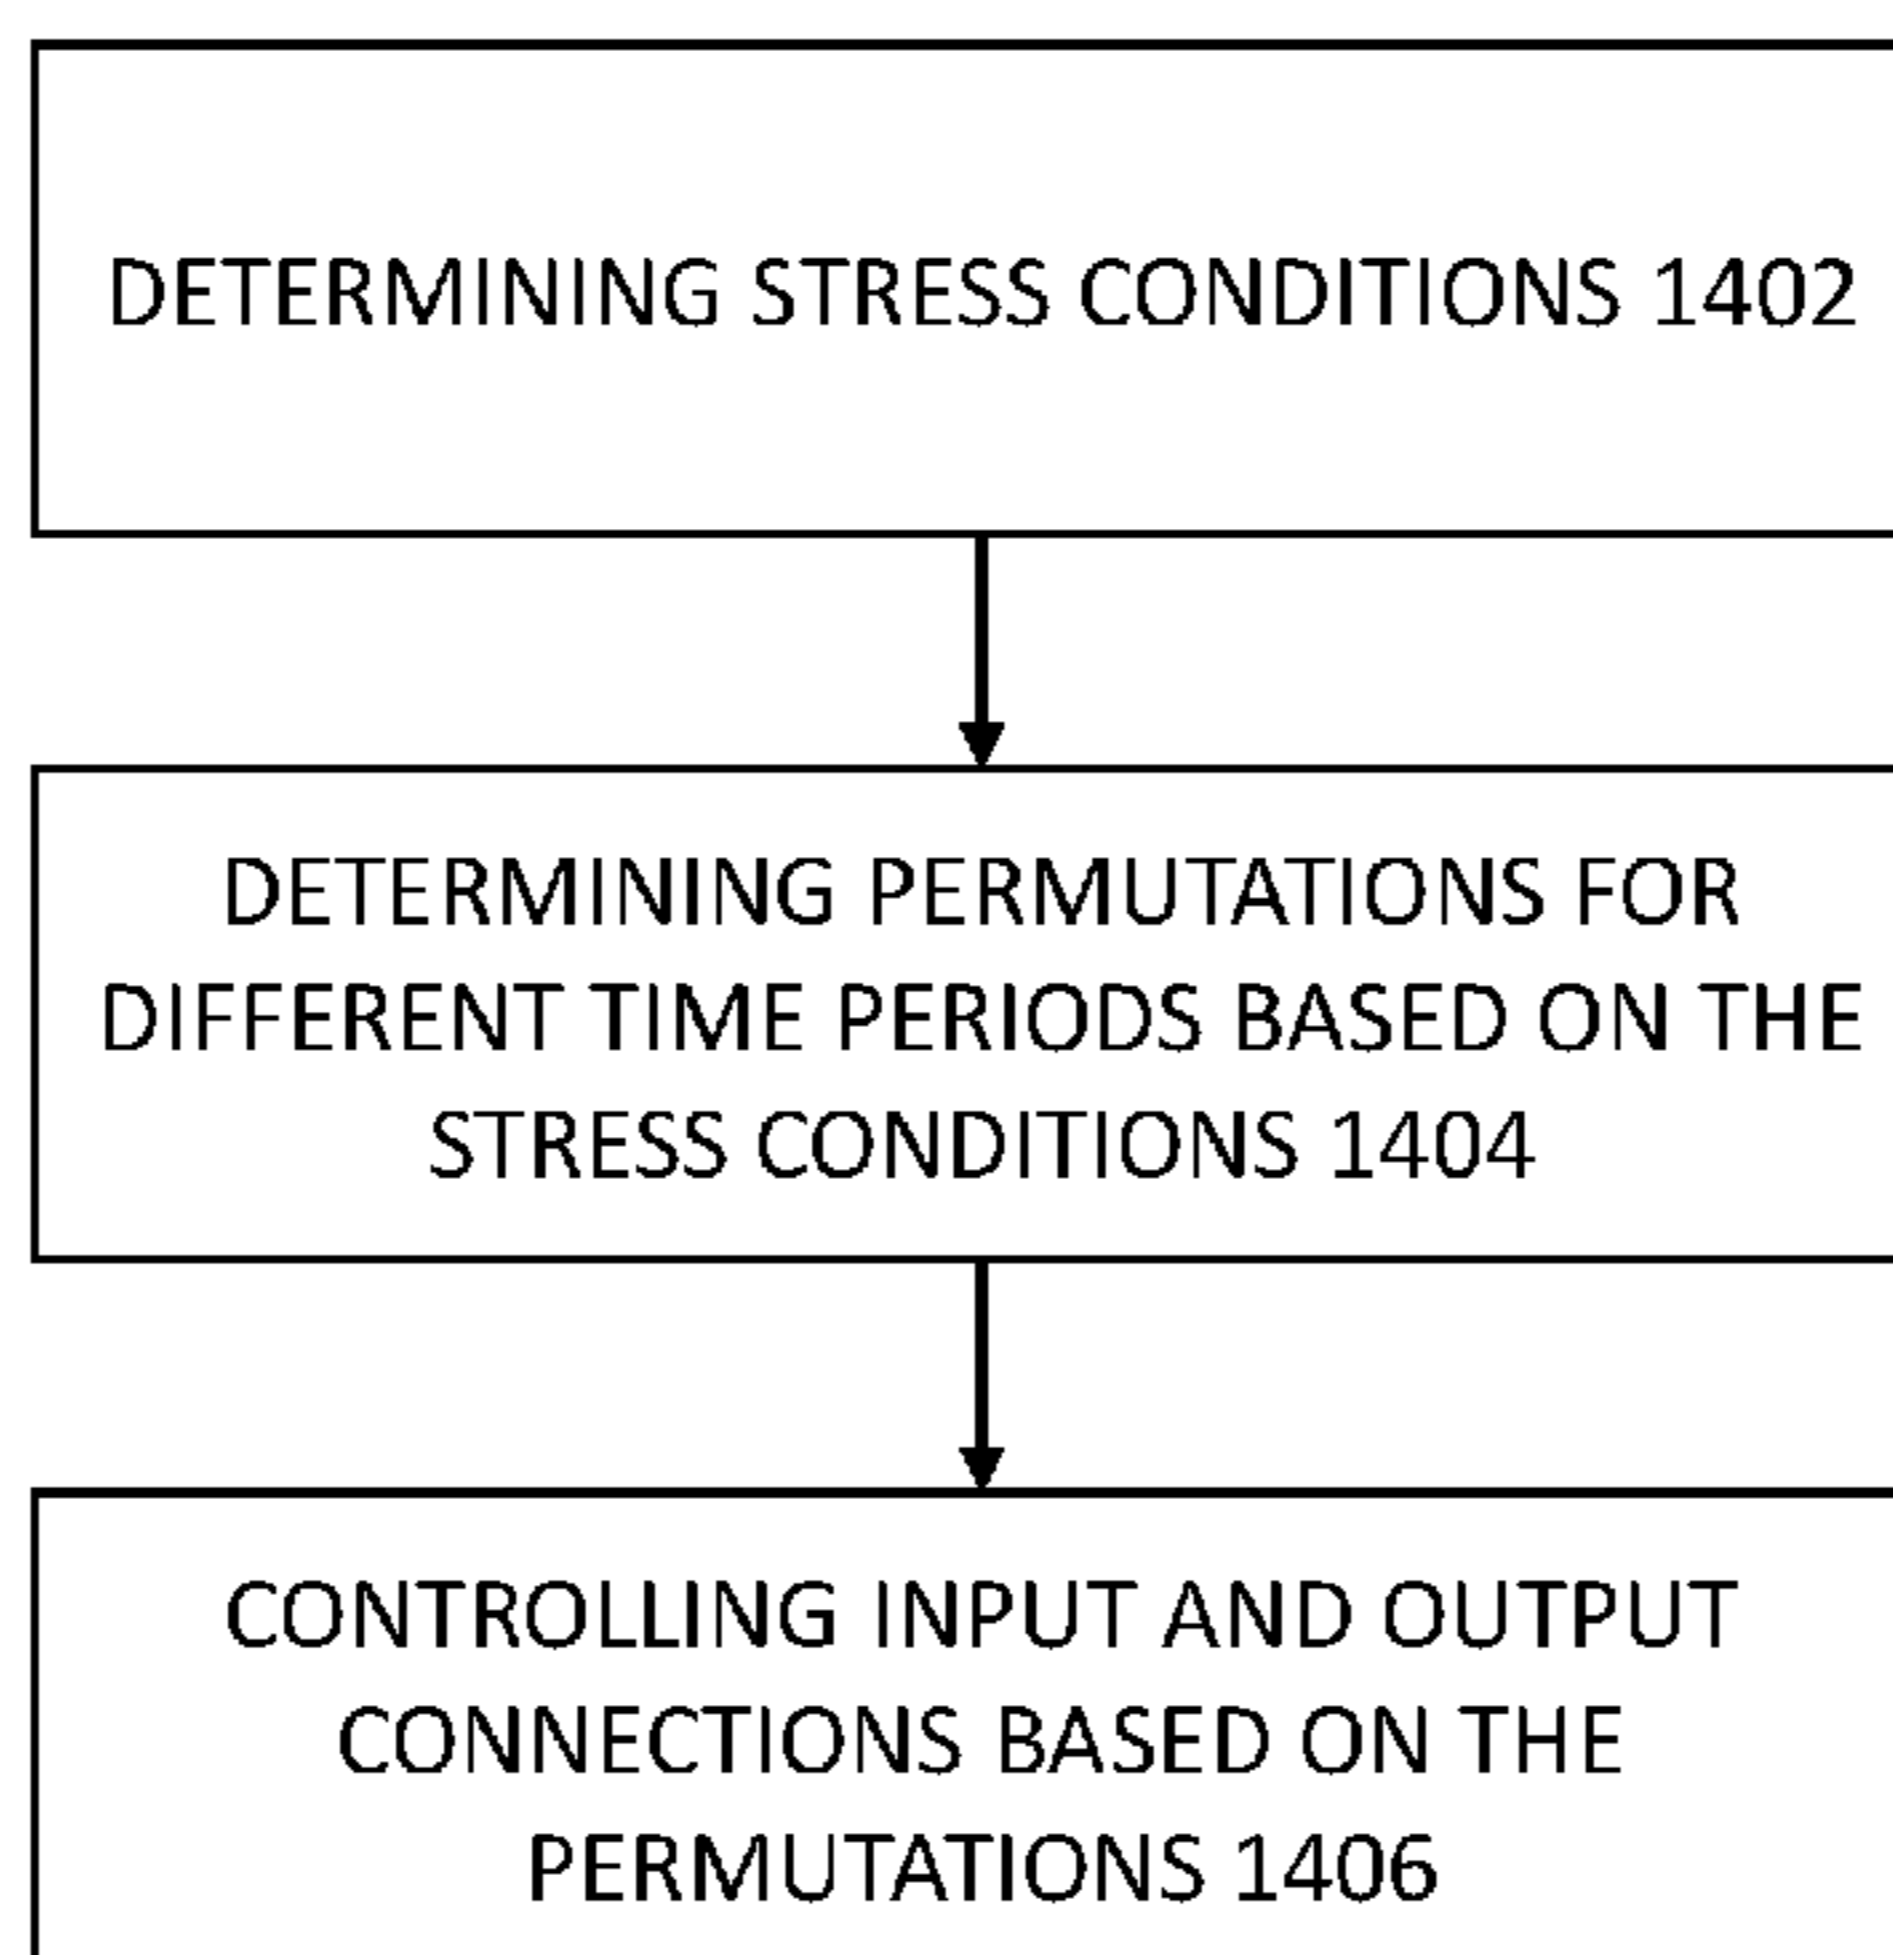 DETERMINING STRESS CONDITIONS 1402
DETERMINING PERMUTATIONS FOR
DIFFERENT TIME PERIODS BASED ON THE
STRESS CONDITIONS 1404
CONTROLLING INPUT AND OUTPUT
CONNECTIONS BASED ON THE
PERMUTATIONS 1406